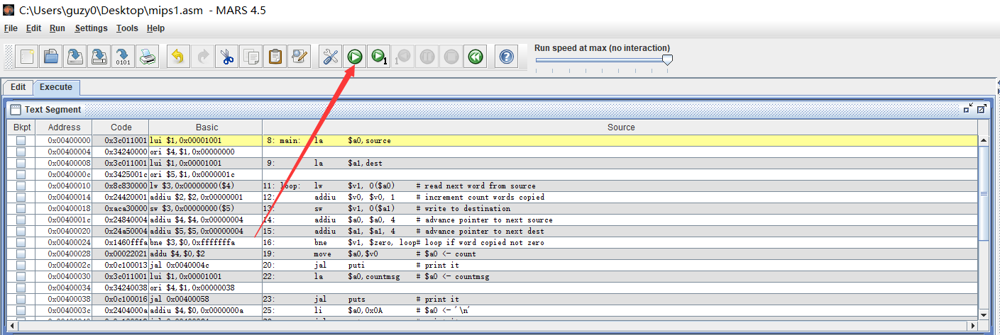 C:\Users\guzy0\Desktop\mips1.asm - MARS 4.5
File Edit Run Settings Tools Help
0101 1 1 Run speed at max (no interaction)
Edit Execute
Text Segment
Bkpt Address Code Basic Source
0x00400000 0x3c011001 lui $1,0x00001001 8: main: la $a0,source
0x00400004 0x34240000 ori $4,$1,0x00000000
0x00400008 0x3c011001 lui $1,0x00001001 9: la $a1,dest
0x0040000c 0x3425001c ori $5,$1,0x0000001c
0x00400010 0x8c830000 lw $3,0x00000000($4) 11: loop: lw $v1, 0($a0) # read next word from source
0x00400014 0x24420001 addiu $2,$2,0x00000001 12: addiu $v0, $v0, 1 # increment count words copied
0x00400018 0xaca30000 sw $3,0x00000000($5) 13: sw $v1, 0($a1) # write to destination
0x0040001c 0x24840004 addiu $4,$4,0x00000004 14: addiu $a0, $a0, 4 # advance pointer to next source
0x00400020 0x24a50004 addiu $5,$5,0x00000004 15: addiu $a1, $a1, 4 # advance pointer to next dest
0x00400024 0x1460fffa bne $3,$0,0xfffffffa 16: bne $v1, $zero, loop# loop if word copied not zero
0x00400028 0x00022021 addu $4,$0,$2 19: move $a0,$v0 # $a0 <- count
0x0040002c 0x0c100013 jal 0x0040004c 20: jal puti # print it
0x00400030 0x3c011001 lui $1,0x00001001 22: la $a0,countmsg # $a0 <- countmsg
0x00400034 0x34240038 ori $4,$1,0x00000038
0x00400038 0x0c100016 jal 0x00400058 23: jal puts # print it
0x0040003c 0x2404000a addiu $4,$0,0x0000000a 25: li $a0,0x0A # $a0 <- '\n'